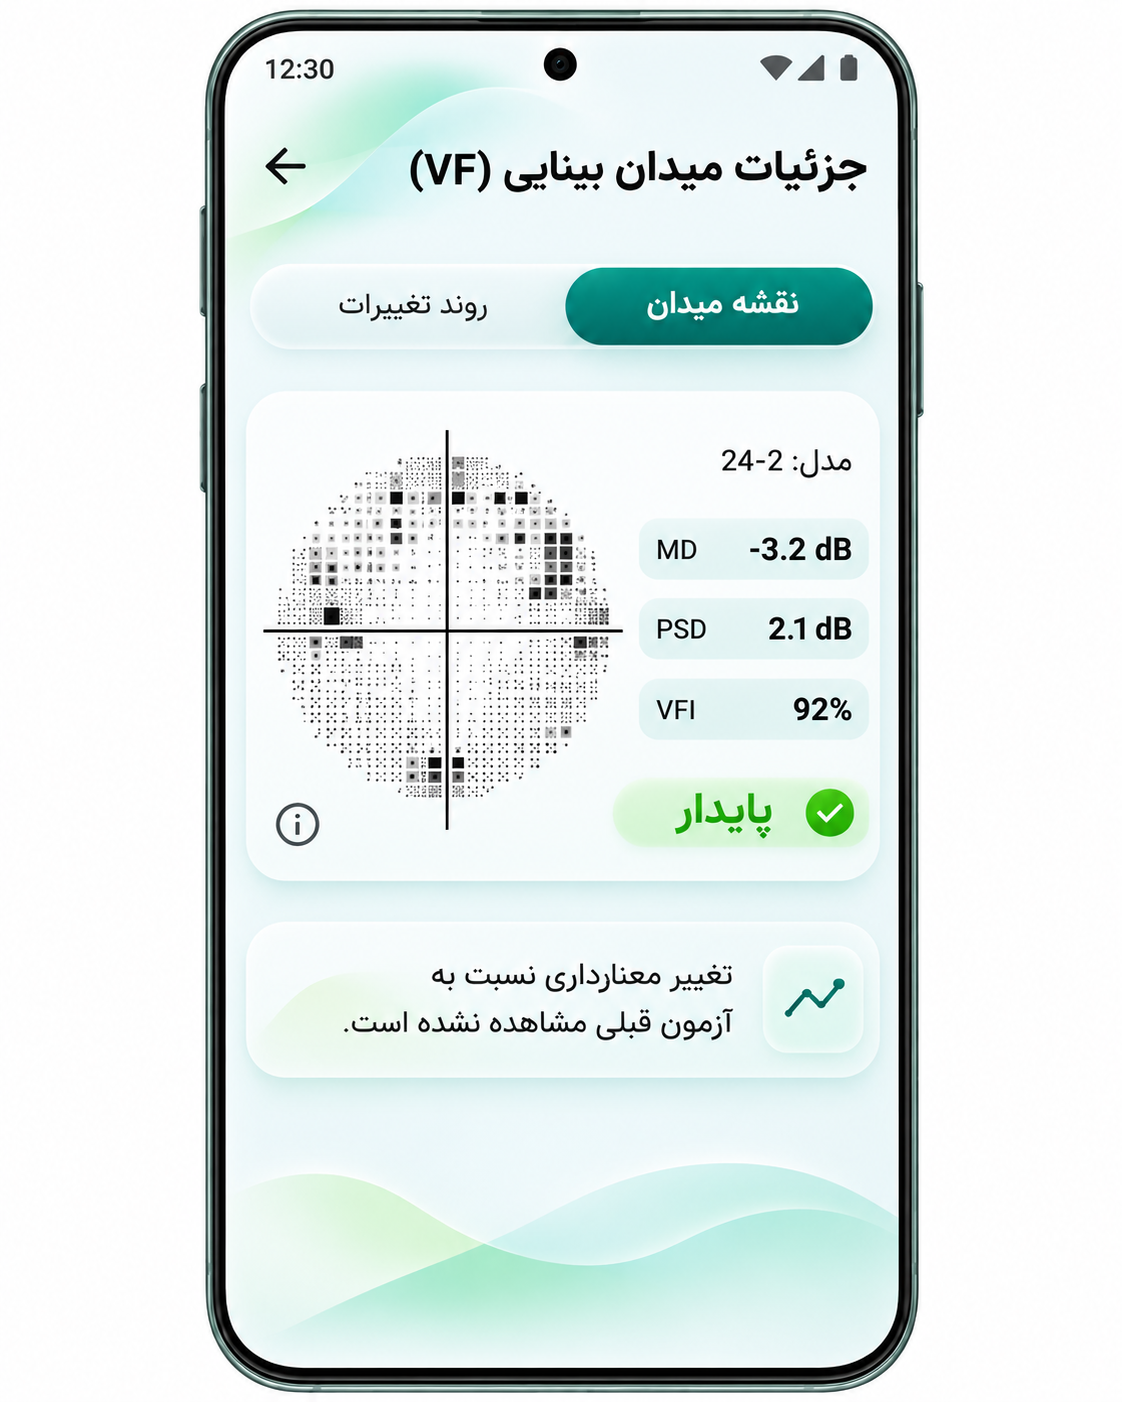 12:30
جزئیات میدان بینایی (VF)
نقشه میدان
روند تغییرات
مدل: 2-24
MD -3.2 dB
PSD 2.1 dB
VFI 92%
پایدار
تغییر معنارداری نسبت به
آزمون قبلی مشاهده نشده است.